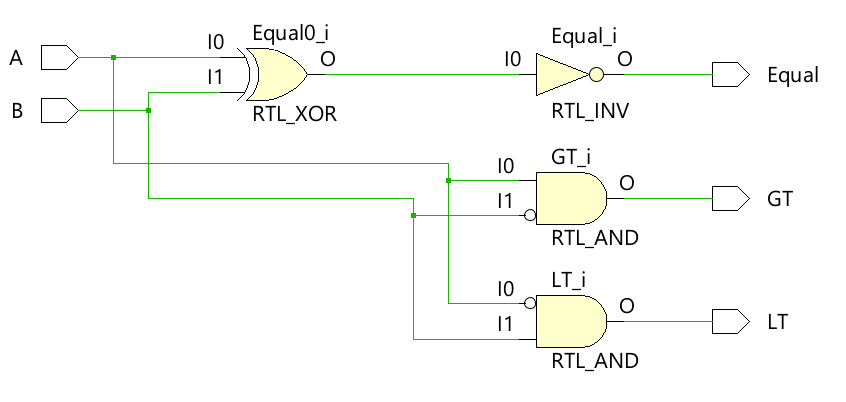 Equal0_i
Equal_i
A
I0
O
I0
O
I1
Equal
B
RTL_XOR
RTL_INV
GT_i
I0
O
I1
GT
RTL_AND
LT_i
I0
O
I1
LT
RTL_AND